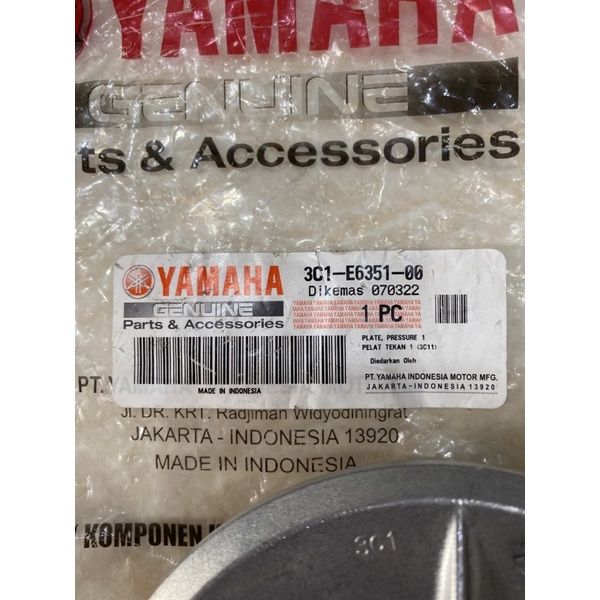 YAMAHA
GENUINE
ts & Accessories
YAMAHA
GENUINE
Parts & Accessories
MADE IN INDONESIA
3C1-E6351-00
Dikemas 070322
1 PC
PLATE, PRESSURE 1
PELAT TEKAN 1 (3C11)
Diedarkan Oleh
PT. YAMAHA INDONESIA MOTOR MFG.
JAKARTA-INDONESIA 13920
PT. YAMAHA
Jl. DR. KRT. Radjiman Widyodiningrat
JAKARTA - INDONESIA 13920
MADE IN INDONESIA
KOMPONEN
3C1